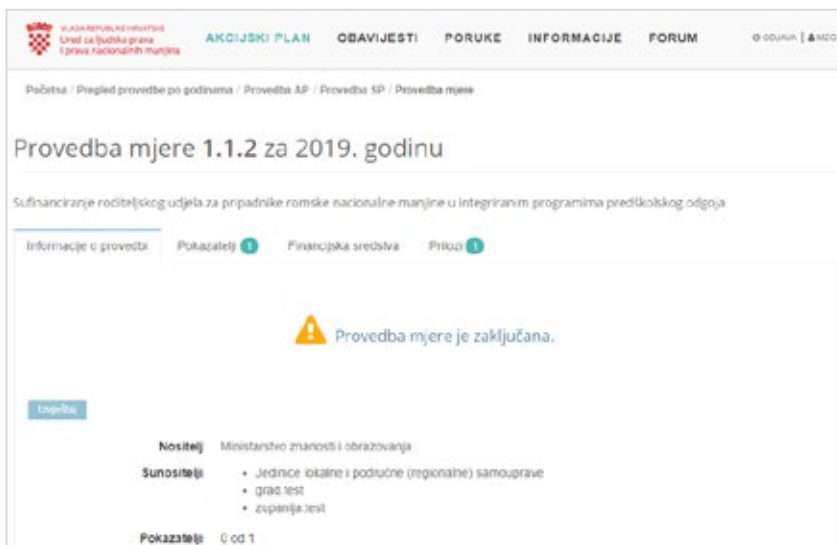 VLADA REPUBLIKE HRVATSKE
Ured za ljudska prava
i prava nacionalnih manjina
AKCIJSKI PLAN OBAVIJESTI PORUKE INFORMACIJE FORUM ODJAVA | MZO
Početna / Pregled provedbe po godinama / Provedba AP / Provedba SP / Provedba mjere
Provedba mjere 1.1.2 za 2019. godinu
Sufinanciranje roditeljskog udjela za pripadnike romske nacionalne manjine u integriranim programima predškolskog odgoja
Informacije o provedbi Pokazatelji 1 Financijska sredstva Prilozi 1
Provedba mjere je zaključana.
Izvještaj
Nositelj Ministarstvo znanosti i obrazovanja
Sunositelji • Jedinice lokalne i područne (regionalne) samouprave
• grad.test
• zupanija.test
Pokazatelji 0 od 1